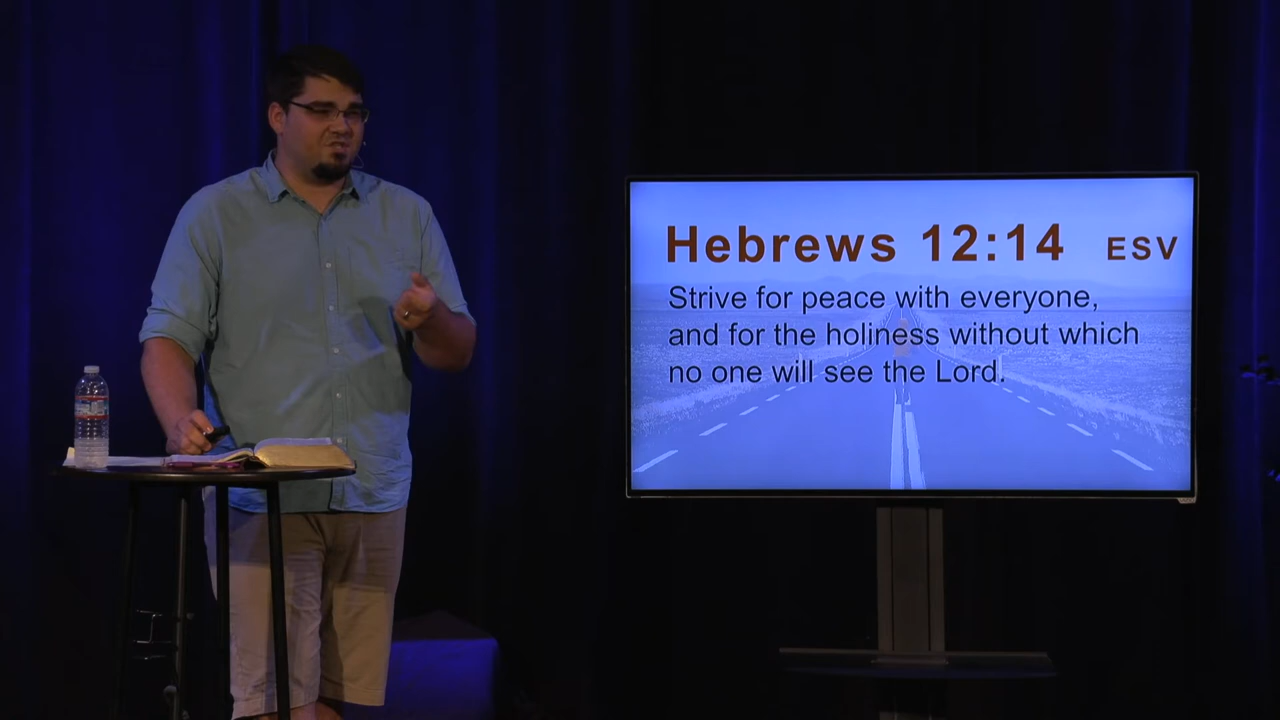 Hebrews 12:14 ESV
Strive for peace with everyone,
and for the holiness without which
no one will see the Lord.